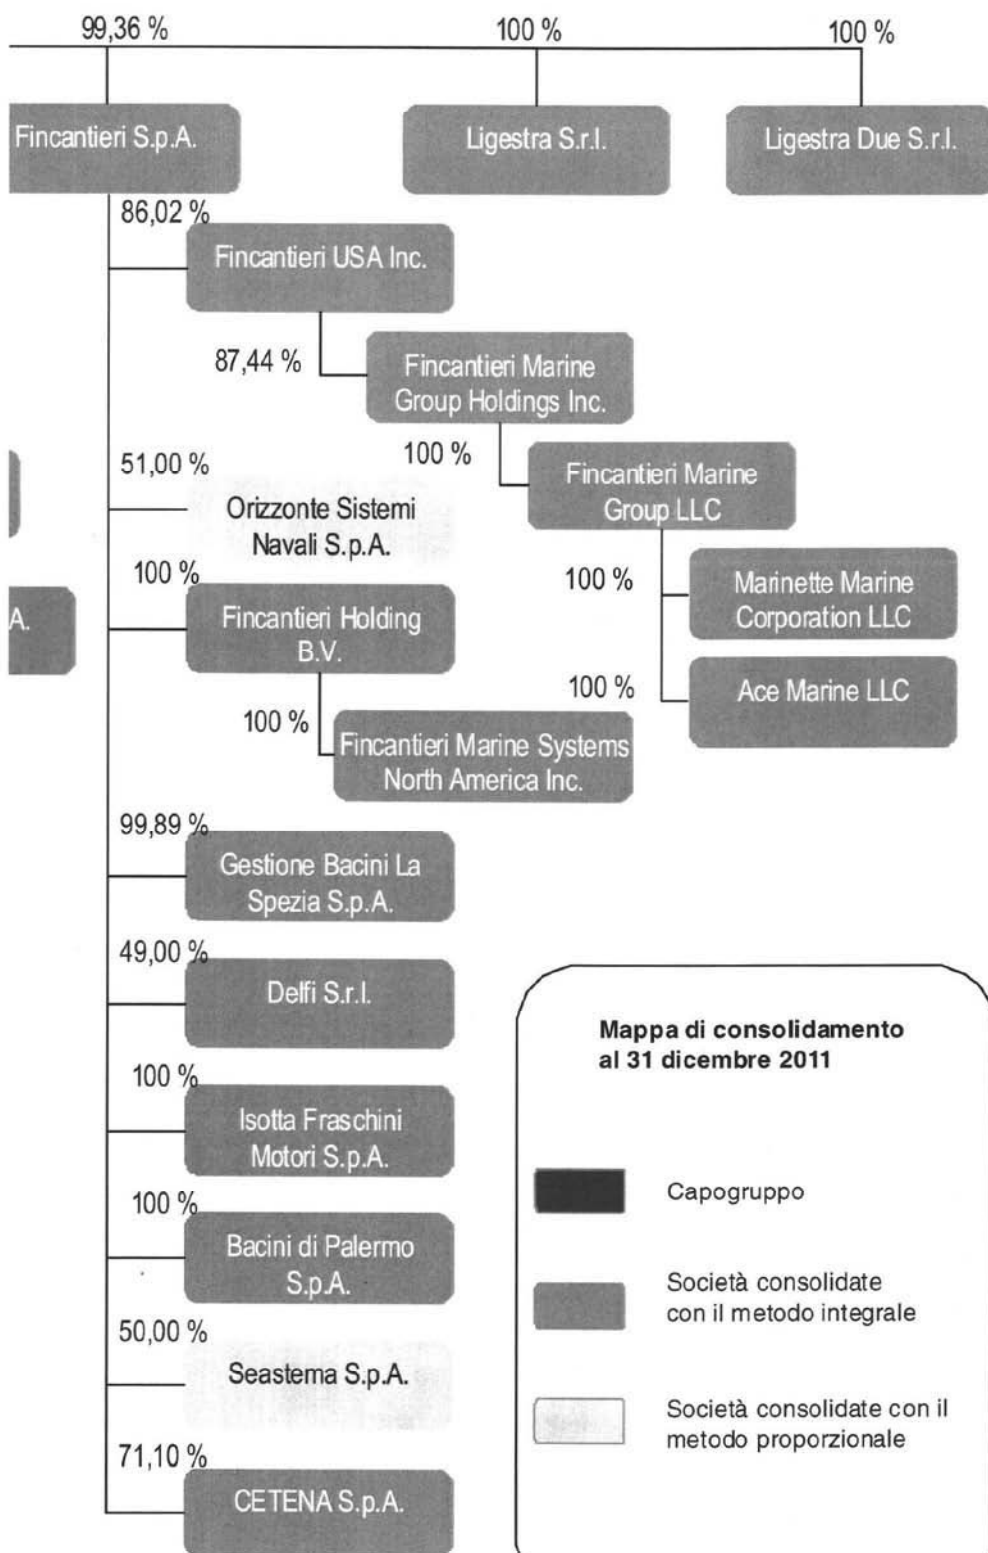 99,36 %
100 %
100 %
Fincantieri S.p.A.
Ligestra S.r.l.
Ligestra Due S.r.l.
86,02 %
Fincantieri USA Inc.
87,44 %
Fincantieri Marine
Group Holdings Inc.
100 %
Fincantieri Marine
Group LLC
100 %
Marinette Marine
Corporation LLC
100 %
Ace Marine LLC
51,00 %
Orizzonte Sistemi
Navali S.p.A.
100 %
A.
Fincantieri Holding
B.V.
100 %
Fincantieri Marine Systems
North America Inc.
99,89 %
Gestione Bacini La
Spezia S.p.A.
49,00 %
Delfi S.r.l.
100 %
Isotta Fraschini
Motori S.p.A.
100 %
Bacini di Palermo
S.p.A.
50,00 %
Seastema S.p.A.
71,10 %
CETENA S.p.A.
Mappa di consolidamento
al 31 dicembre 2011
Capogruppo
Società consolidate
con il metodo integrale
Società consolidate con il
metodo proporzionale